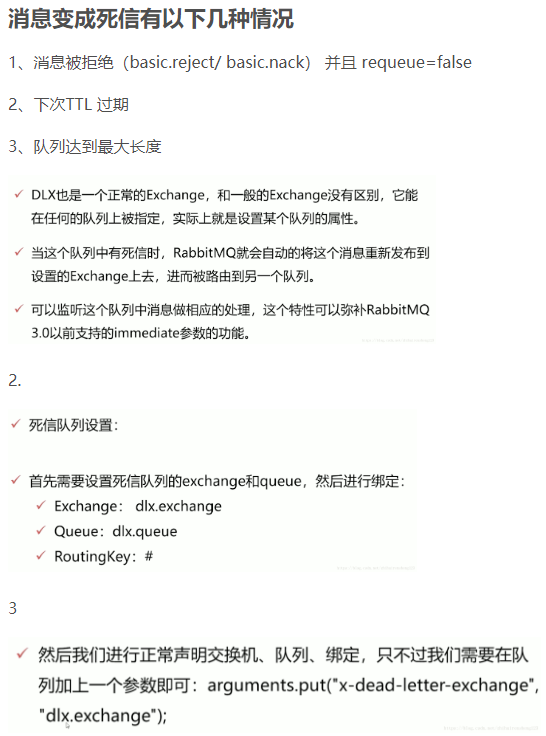 消息变成死信有以下几种情况
1、消息被拒绝（basic.reject/ basic.nack） 并且 requeue=false
2、下次TTL 过期
3、队列达到最大长度
DLX也是一个正常的Exchange，和一般的Exchange没有区别，它能
在任何的队列上被指定，实际上就是设置某个队列的属性。
当这个队列中有死信时，RabbitMQ就会自动的将这个消息重新发布到
设置的Exchange上去，进而被路由到另一个队列。
可以监听这个队列中消息做相应的处理，这个特性可以弥补RabbitMQ
3.0以前支持的immediate参数的功能。
2.
死信队列设置：
首先需要设置死信队列的exchange和queue，然后进行绑定：
Exchange： dlx.exchange
Queue：dlx.queue
RoutingKey：#
3
然后我们进行正常声明交换机、队列、绑定，只不过我们需要在队
列加上一个参数即可：arguments.put("x-dead-letter-exchange",
"dlx.exchange");